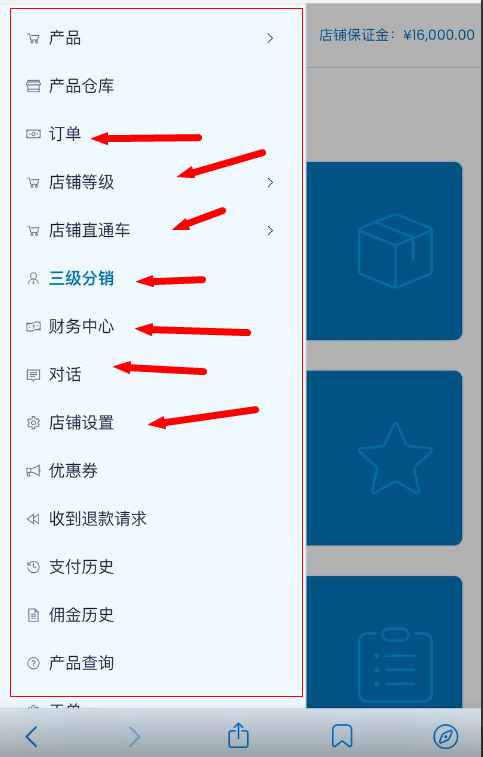 产品
店铺保证金：¥16,000.00
产品仓库
订单
店铺等级
店铺直通车
三级分销
财务中心
对话
店铺设置
优惠券
收到退款请求
支付历史
佣金历史
产品查询